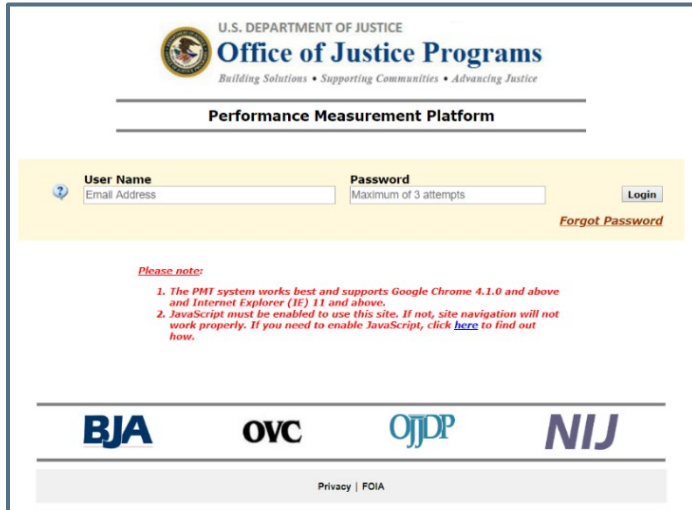 U.S. DEPARTMENT OF JUSTICE
Office of Justice Programs
Building Solutions • Supporting Communities • Advancing Justice
Performance Measurement Platform
User Name Password
Email Address Maximum of 3 attempts Login
Forgot Password
Please note:
1. The PMT system works best and supports Google Chrome 4.1.0 and above
and Internet Explorer (IE) 11 and above.
2. JavaScript must be enabled to use this site. If not, site navigation will not
work properly. If you need to enable JavaScript, click here to find out
how.
BJA OVC OJJDP NIJ
Privacy | FOIA